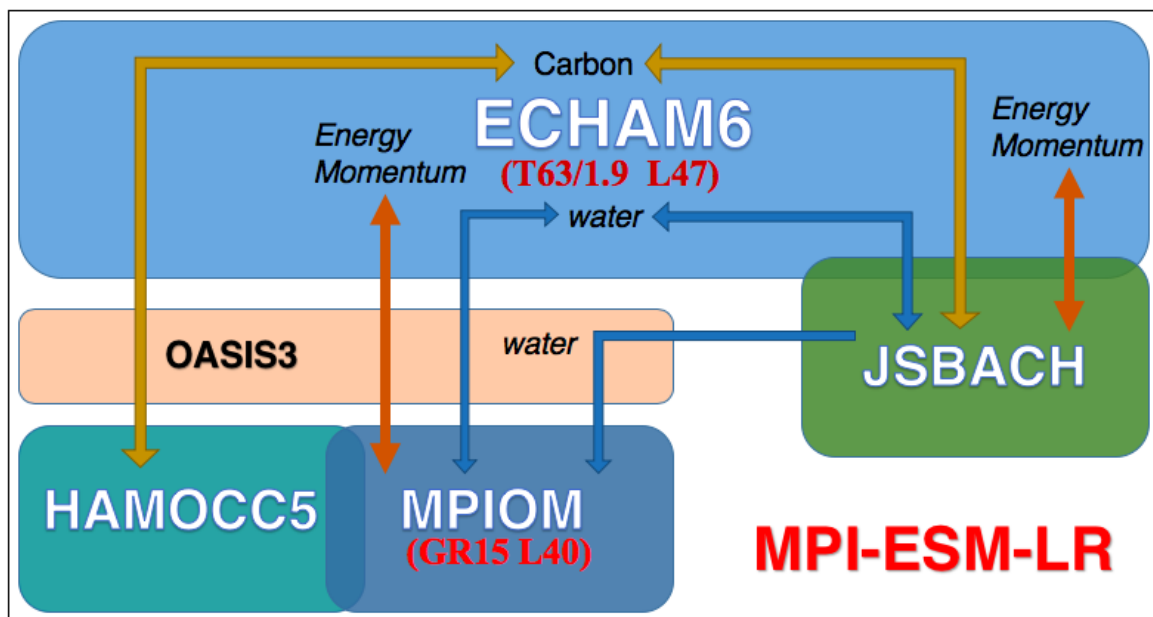 Carbon
ECHAM6
(T63/1.9 L47)
Energy
Momentum
Energy
Momentum
water
OASIS3
water
JSBACH
HAMOCC5
MPIOM
(GR15 L40)
MPI-ESM-LR